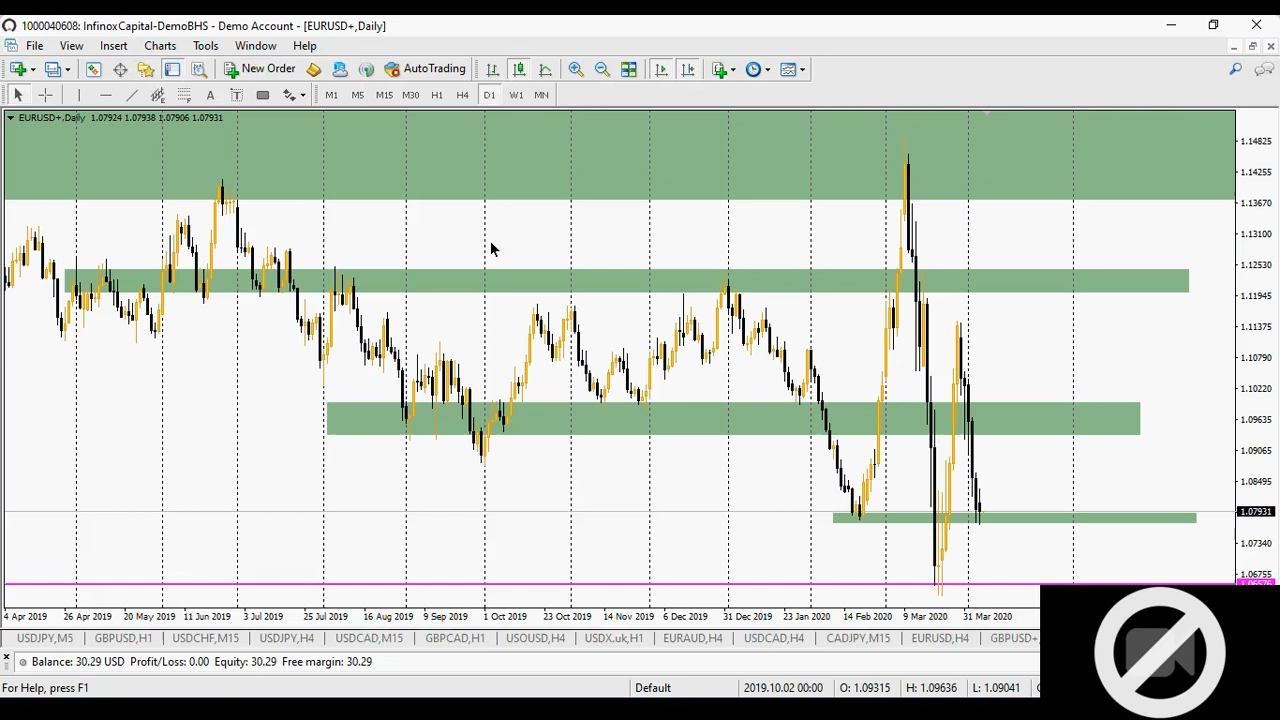 1000040608: InfinoxCapital-DemoBHS - Demo Account - [EURUSD+,Daily]
File View Insert Charts Tools Window Help
New Order AutoTrading
A T M1 M5 M15 M30 H1 H4 D1 W1 MN
EURUSD+,Daily 1.07924 1.07938 1.07906 1.07931
1.14825
1.14255
1.13670
1.13100
1.12530
1.11945
1.11375
1.10790
1.10220
1.09635
1.09065
1.08495
1.07931
1.07340
1.06755
4 Apr 2019 26 Apr 2019 20 May 2019 11 Jun 2019 3 Jul 2019 25 Jul 2019 16 Aug 2019 9 Sep 2019 1 Oct 2019 23 Oct 2019 14 Nov 2019 6 Dec 2019 31 Dec 2019 23 Jan 2020 14 Feb 2020 9 Mar 2020 31 Mar 2020
USDJPY,M5 GBPUSD,H1 USDCHF,M15 USDJPY,H4 USDCAD,M15 GBPCAD,H1 USOUSD,H4 USDX.uk,H1 EURAUD,H4 USDCAD,H4 CADJPY,M15 EURUSD,H4 GBPUSD+,
Balance: 30.29 USD Profit/Loss: 0.00 Equity: 30.29 Free margin: 30.29
For Help, press F1 Default 2019.10.02 00:00 O: 1.09315 H: 1.09636 L: 1.09041